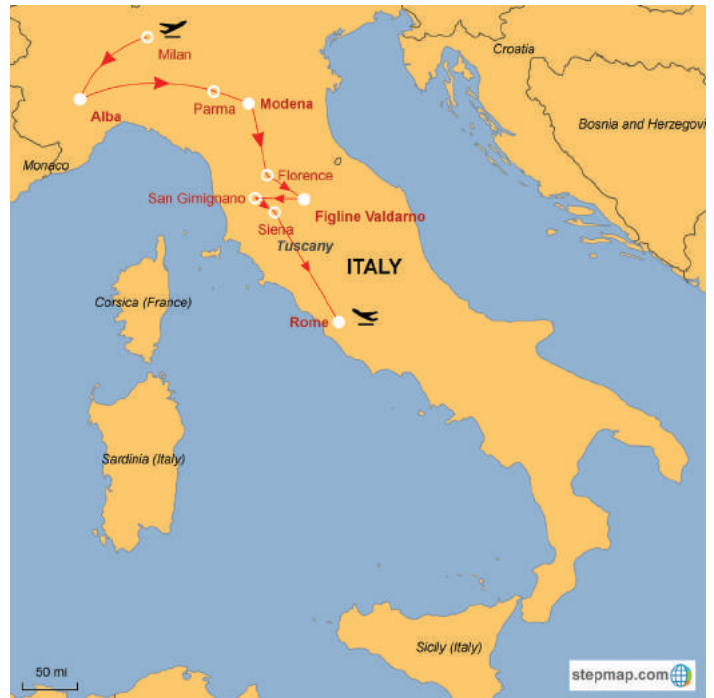 Croatia
Milan
Parma
Modena
Alba
Bosnia and Herzegovi
Monaco
Florence
San Gimignano
Figline Valdarno
Siena
Tuscany
ITALY
Corsica (France)
Rome
Sardinia (Italy)
Sicily (Italy)
50 mi
stepmap.com